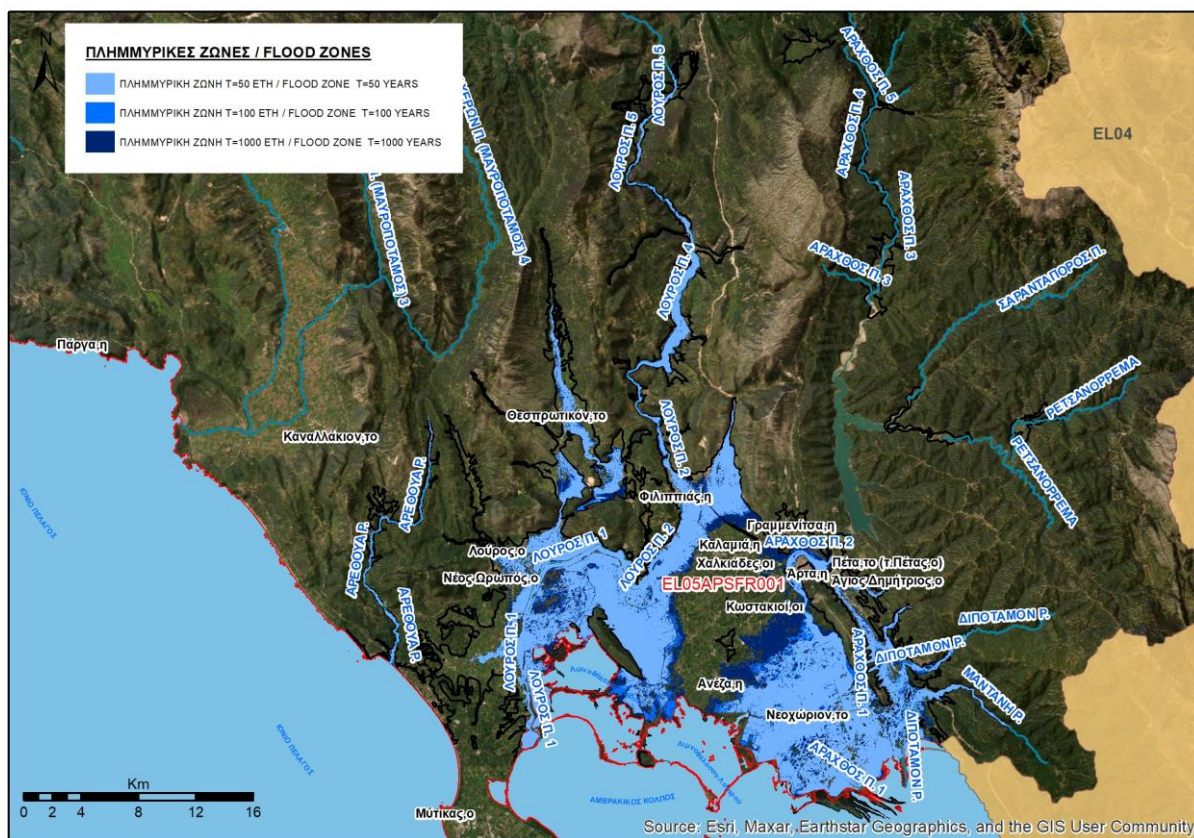 N
ΠΛΗΜΜΥΡΙΚΕΣ ΖΩΝΕΣ / FLOOD ZONES
ΠΛΗΜΜΥΡΙΚΗ ΖΩΝΗ T=50 ΕΤΗ / FLOOD ZONE T=50 YEARS
ΠΛΗΜΜΥΡΙΚΗ ΖΩΝΗ T=100 ΕΤΗ / FLOOD ZONE T=100 YEARS
ΠΛΗΜΜΥΡΙΚΗ ΖΩΝΗ T=1000 ΕΤΗ / FLOOD ZONE T=1000 YEARS
ΛΟΥΡΟΣ Π. 5
ΛΟΥΡΟΣ Π. 5
ΑΡΑΧΘΟΣ Π. 5
ΑΡΑΧΘΟΣ Π. 4
EL04
(ΜΑΥΡΟΠΟΤΑΜΟΣ) 4
Π. (ΜΑΥΡΟΠΟΤΑΜΟΣ) 3
ΑΡΑΧΘΟΣ Π. 3
ΑΡΑΧΘΟΣ Π. 3
ΛΟΥΡΟΣ Π. 4
ΣΑΡΑΝΤΑΠΟΡΟΣ Π.
Πάργα,η
ΡΕΤΣΑΝΟΡΡΕΜΑ
ΡΕΤΣΑΝΟΡΡΕΜΑ
Θεσπρωτικόν,το
Καναλλάκιον,το
ΛΟΥΡΟΣ Π. 2
ΑΡΕΘΟΥΑ Ρ.
Φιλιππιάς,η
ΙΟΝΙΟ ΠΕΛΑΓΟΣ
Γραμμενίτσα,η
Καλαμιά,η
ΑΡΑΧΘΟΣ Π. 2
Λούρος,ο
ΛΟΥΡΟΣ Π. 1
ΛΟΥΡΟΣ Π. 2
Χαλκιάδες,οι
Πέτα,το (τ.Πέτας,ο)
Νέος Ωρωπός,ο
ΑΡΕΘΟΥΑ Ρ.
EL05APSFR001
Άρτα,η
Άγιος Δημήτριος,ο
Κωστακιοί,οι
ΔΙΠΟΤΑΜΟΝ Ρ.
ΑΡΕΘΟΥΑ Ρ.
ΛΟΥΡΟΣ Π. 1
ΑΡΑΧΘΟΣ Π. 1
ΔΙΠΟΤΑΜΟΝ Ρ.
ΜΑΝΤΑΝΗ Ρ.
Ανέζα,η
Νεοχώριον,το
ΛΟΥΡΟΣ Π. 1
ΔΙΠΟΤΑΜΟΝ Ρ.
ΙΟΝΙΟ ΠΕΛΑΓΟΣ
ΑΡΑΧΘΟΣ Π. 1
Km
0 2 4 8 12 16
ΑΜΒΡΑΚΙΚΟΣ ΚΟΛΠΟΣ
Μύτικας,ο
Source: Esri, Maxar, Earthstar Geographics, and the GIS User Community